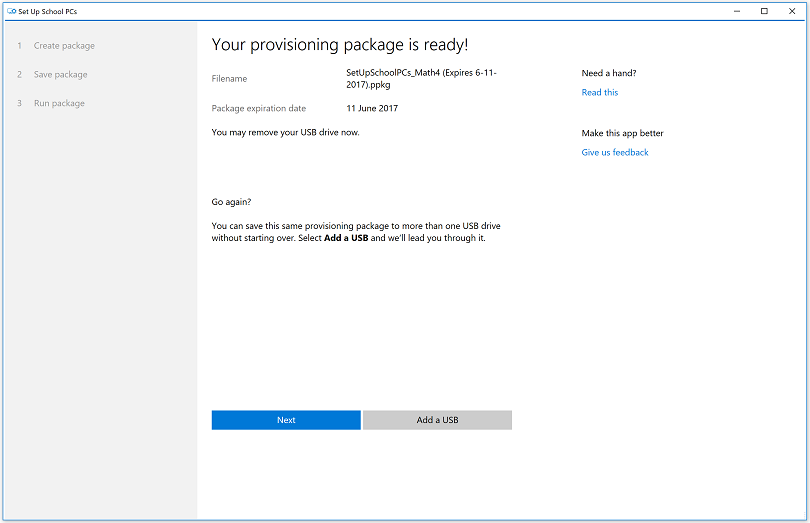 Set Up School PCs
1 Create package
2 Save package
3 Run package
Your provisioning package is ready!
Filename
SetUpSchoolPCs_Math4 (Expires 6-11-
2017).ppkg
Package expiration date
11 June 2017
You may remove your USB drive now.
Go again?
You can save this same provisioning package to more than one USB drive
without starting over. Select Add a USB and we'll lead you through it.
Next
Add a USB
Need a hand?
Read this
Make this app better
Give us feedback